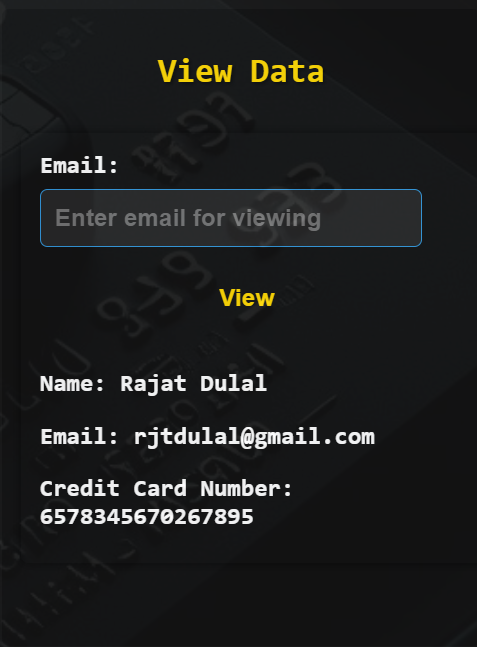 View Data
Email:
Enter email for viewing
View
Name: Rajat Dulal
Email: rjtdulal@gmail.com
Credit Card Number:
6578345670267895